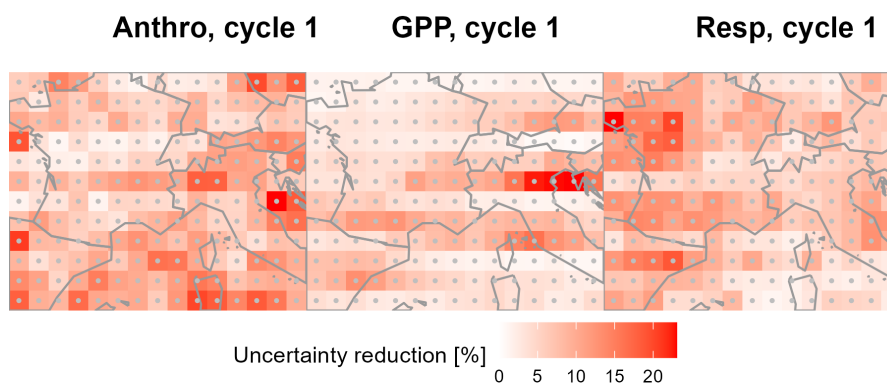 Anthro, cycle 1 GPP, cycle 1 Resp, cycle 1
Uncertainty reduction [%]
0 5 10 15 20